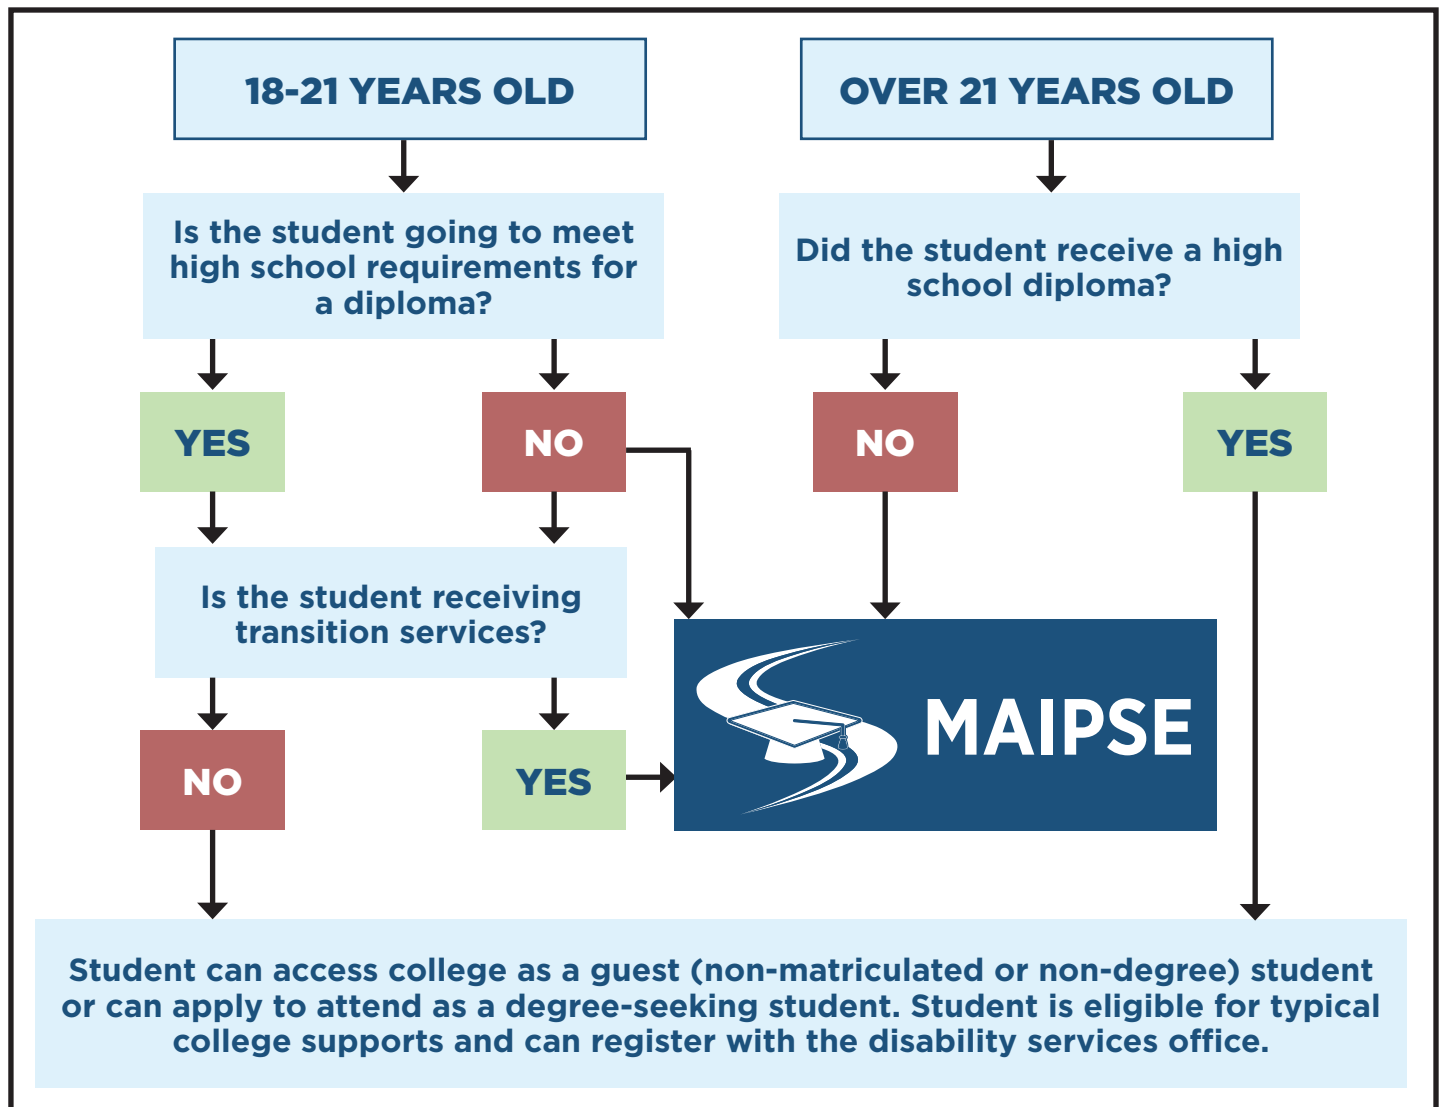 18-21 YEARS OLD
OVER 21 YEARS OLD
Is the student going to meet
high school requirements for
a diploma?
Did the student receive a high
school diploma?
YES
NO
NO
YES
Is the student receiving
transition services?
NO
YES
MAIPSE
Student can access college as a guest (non-matriculated or non-degree) student
or can apply to attend as a degree-seeking student. Student is eligible for typical
college supports and can register with the disability services office.